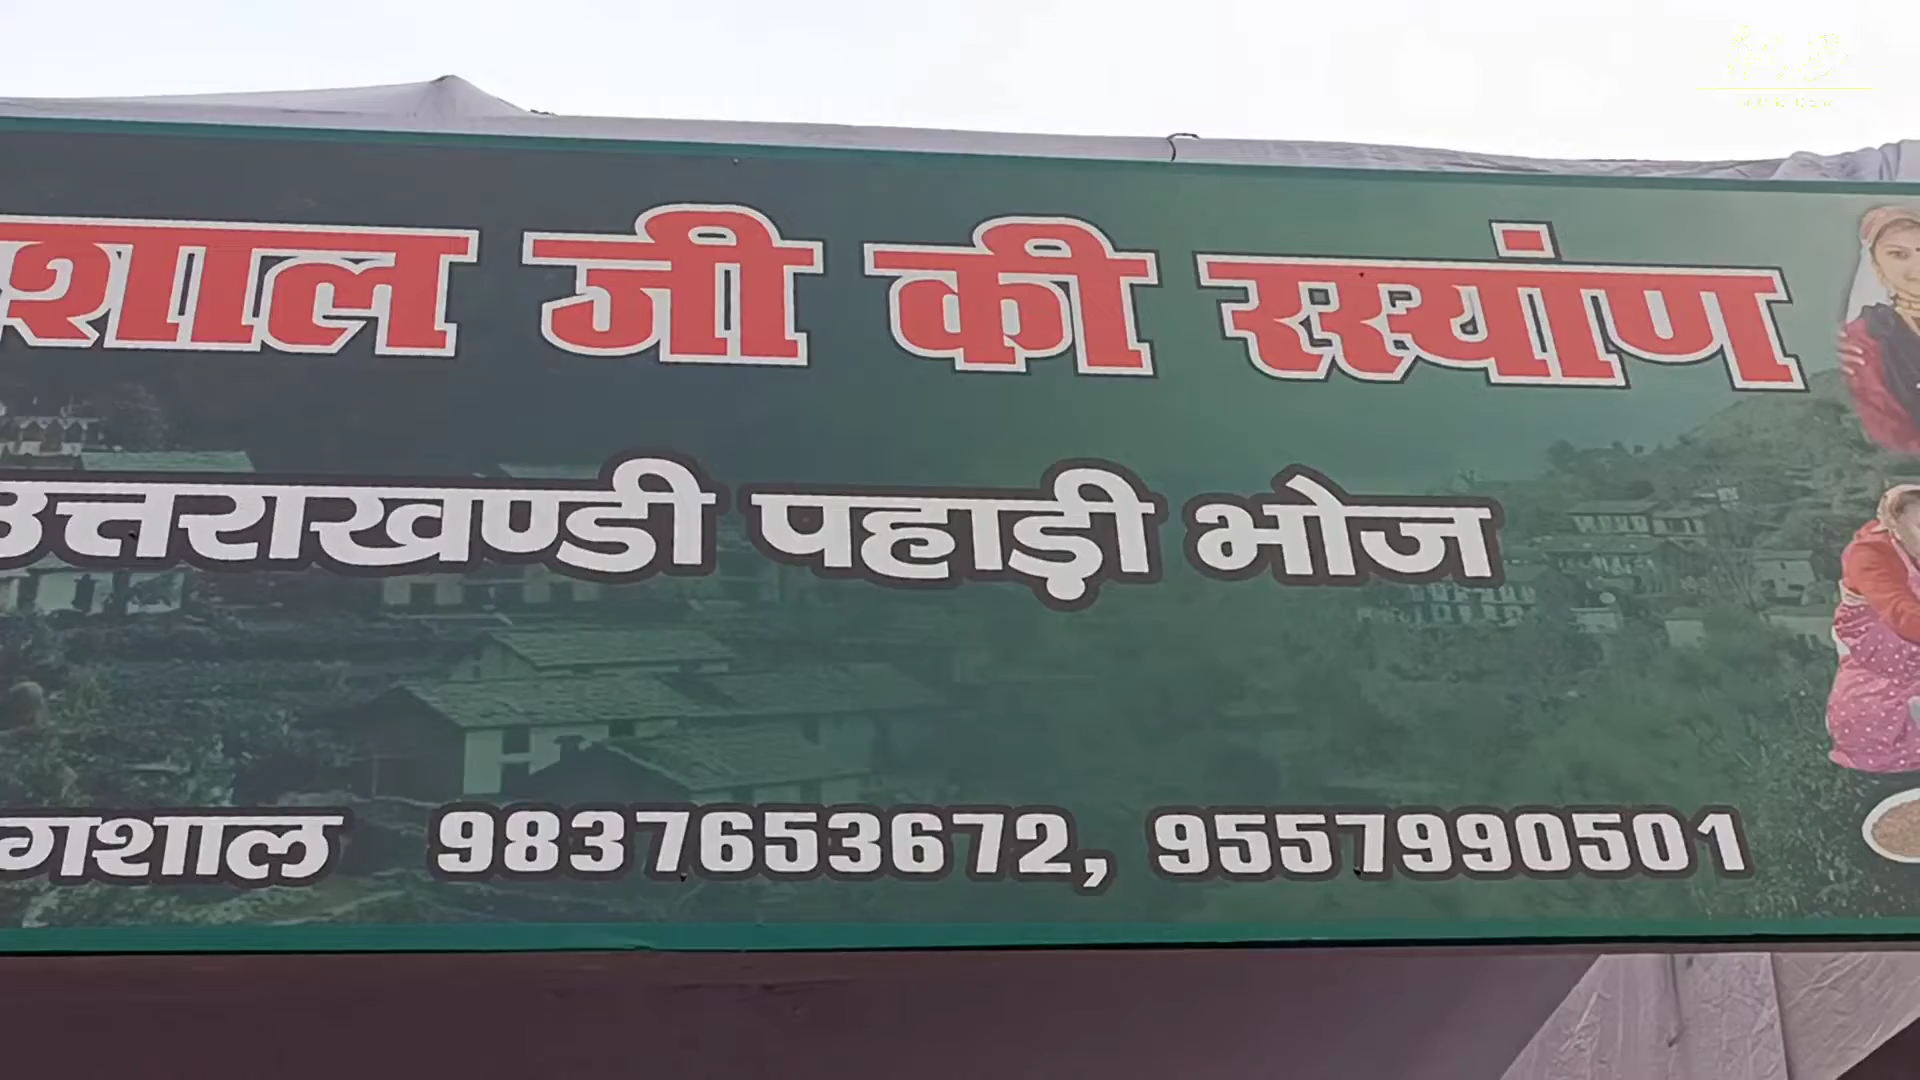 शाल जी की रस्यांण
उत्तराखण्डी पहाड़ी भोज
गशाल 9837653672, 9557990501